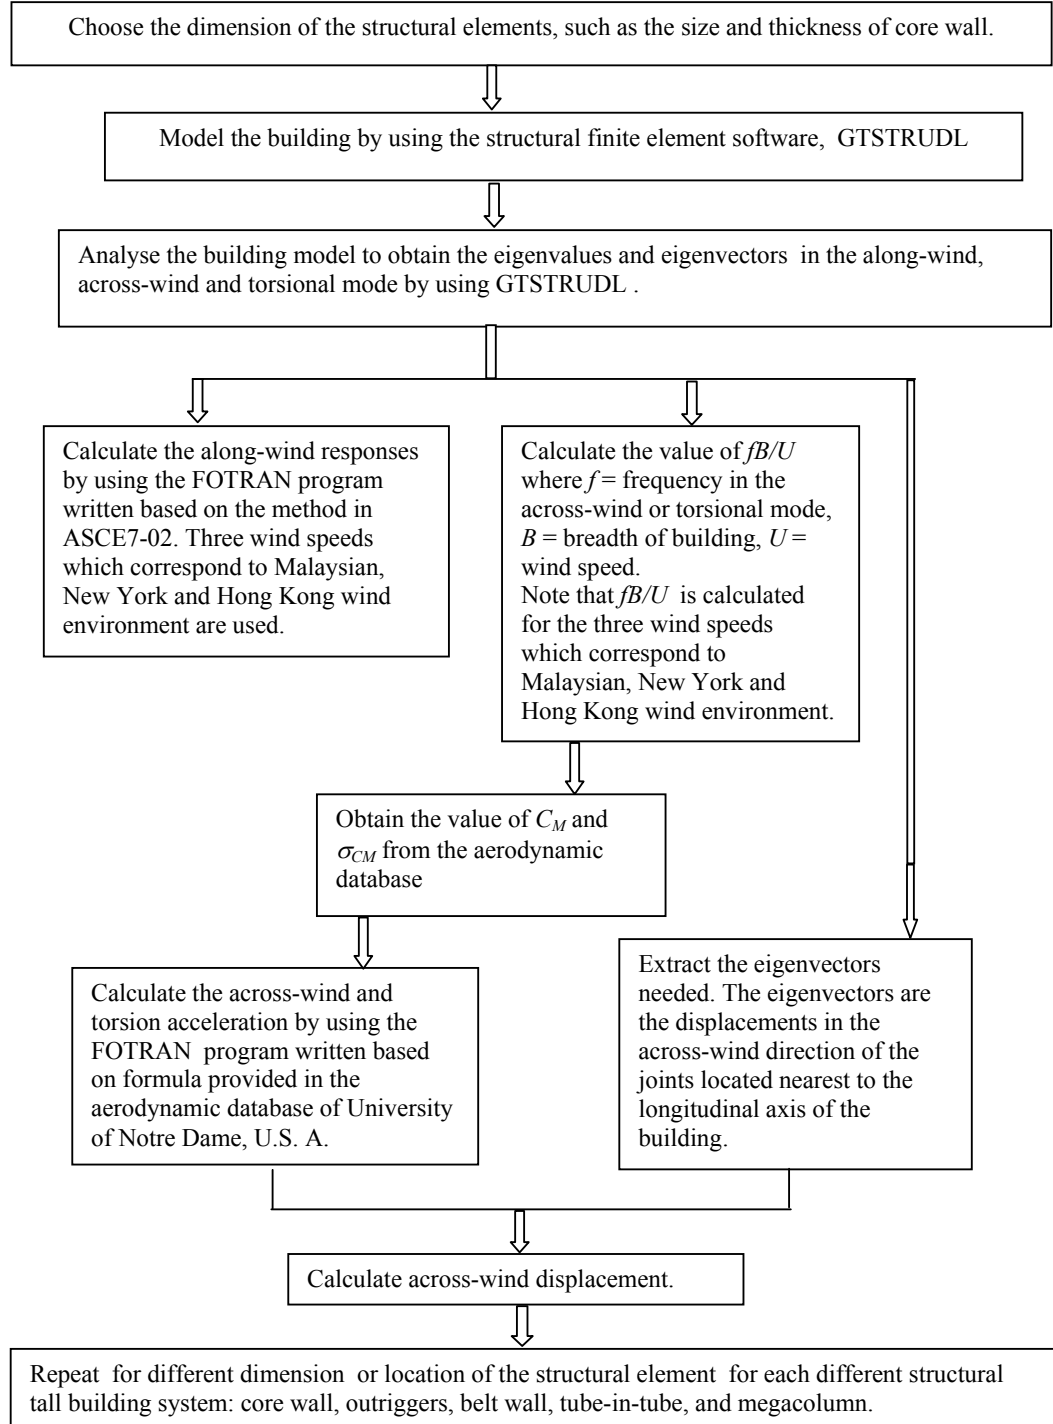 Choose the dimension of the structural elements, such as the size and thickness of core wall.
Model the building by using the structural finite element software, GTSTRUDL
Analyse the building model to obtain the eigenvalues and eigenvectors in the along-wind,
across-wind and torsional mode by using GTSTRUDL .
Calculate the along-wind responses
by using the FOTRAN program
written based on the method in
ASCE7-02. Three wind speeds
which correspond to Malaysian,
New York and Hong Kong wind
environment are used.
Calculate the value of fB/U
where f = frequency in the
across-wind or torsional mode,
B = breadth of building, U =
wind speed.
Note that fB/U is calculated
for the three wind speeds
which correspond to
Malaysian, New York and
Hong Kong wind environment.
Obtain the value of C_M and
σ_CM from the aerodynamic
database
Calculate the across-wind and
torsion acceleration by using the
FOTRAN program written based
on formula provided in the
aerodynamic database of University
of Notre Dame, U.S. A.
Extract the eigenvectors
needed. The eigenvectors are
the displacements in the
across-wind direction of the
joints located nearest to the
longitudinal axis of the
building.
Calculate across-wind displacement.
Repeat for different dimension or location of the structural element for each different structural
tall building system: core wall, outriggers, belt wall, tube-in-tube, and megacolumn.